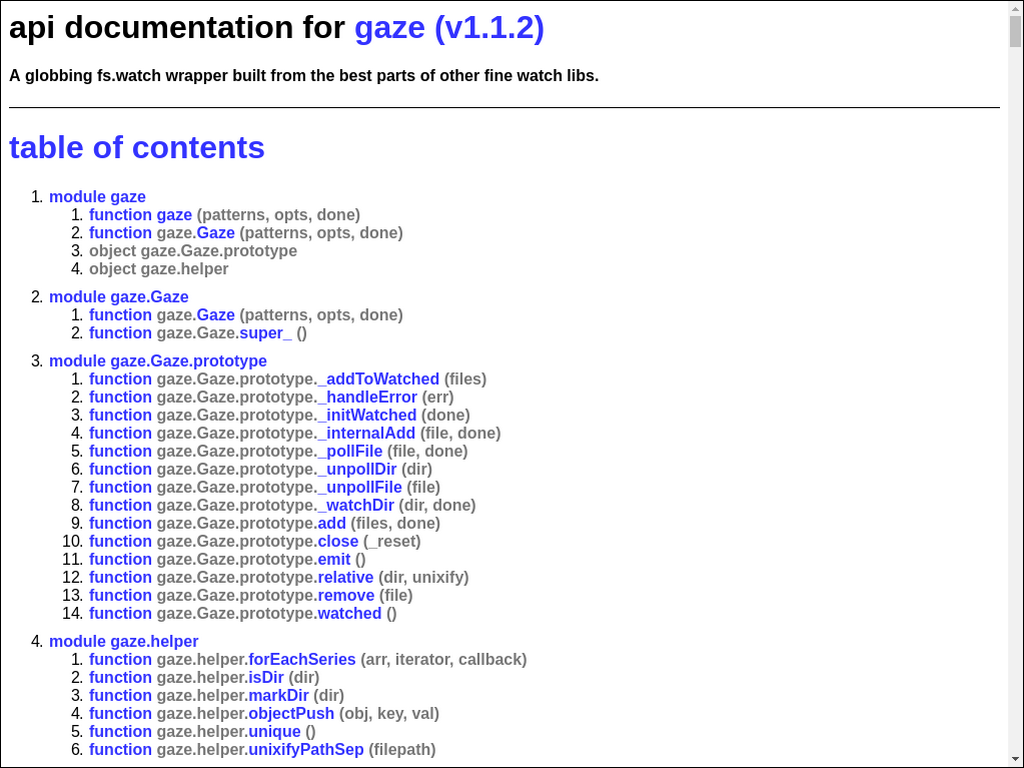 api documentation for gaze (v1.1.2)
A globbing fs.watch wrapper built from the best parts of other fine watch libs.
table of contents
1. module gaze
1. function gaze (patterns, opts, done)
2. function gaze.Gaze (patterns, opts, done)
3. object gaze.Gaze.prototype
4. object gaze.helper
2. module gaze.Gaze
1. function gaze.Gaze (patterns, opts, done)
2. function gaze.Gaze.super_ ()
3. module gaze.Gaze.prototype
1. function gaze.Gaze.prototype._addToWatched (files)
2. function gaze.Gaze.prototype._handleError (err)
3. function gaze.Gaze.prototype._initWatched (done)
4. function gaze.Gaze.prototype._internalAdd (file, done)
5. function gaze.Gaze.prototype._pollFile (file, done)
6. function gaze.Gaze.prototype._unpollDir (dir)
7. function gaze.Gaze.prototype._unpollFile (file)
8. function gaze.Gaze.prototype._watchDir (dir, done)
9. function gaze.Gaze.prototype.add (files, done)
10. function gaze.Gaze.prototype.close (_reset)
11. function gaze.Gaze.prototype.emit ()
12. function gaze.Gaze.prototype.relative (dir, unixify)
13. function gaze.Gaze.prototype.remove (file)
14. function gaze.Gaze.prototype.watched ()
4. module gaze.helper
1. function gaze.helper.forEachSeries (arr, iterator, callback)
2. function gaze.helper.isDir (dir)
3. function gaze.helper.markDir (dir)
4. function gaze.helper.objectPush (obj, key, val)
5. function gaze.helper.unique ()
6. function gaze.helper.unixifyPathSep (filepath)